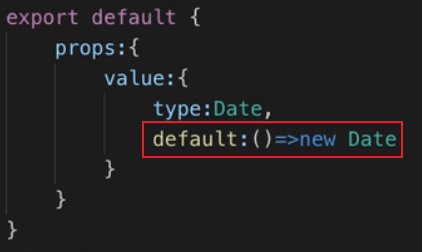 export default {
props:{
value:{
type:Date,
default:()=>new Date
}
}
}